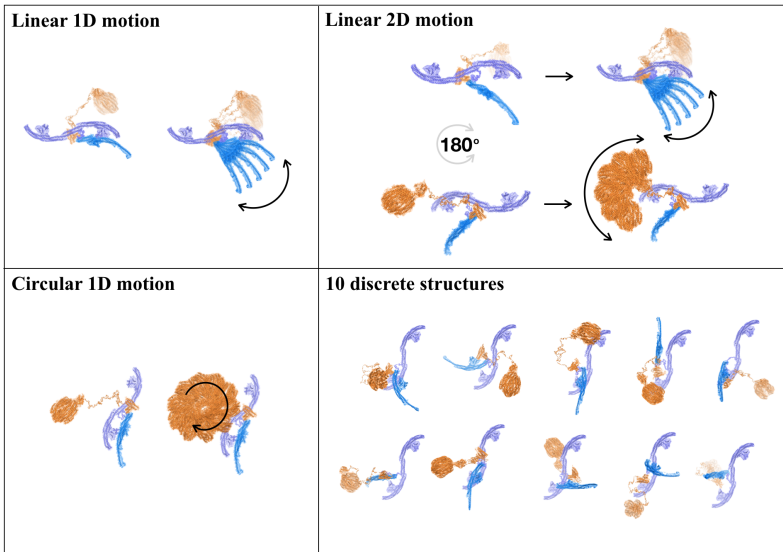 Linear 1D motion
Linear 2D motion
180°
Circular 1D motion
10 discrete structures